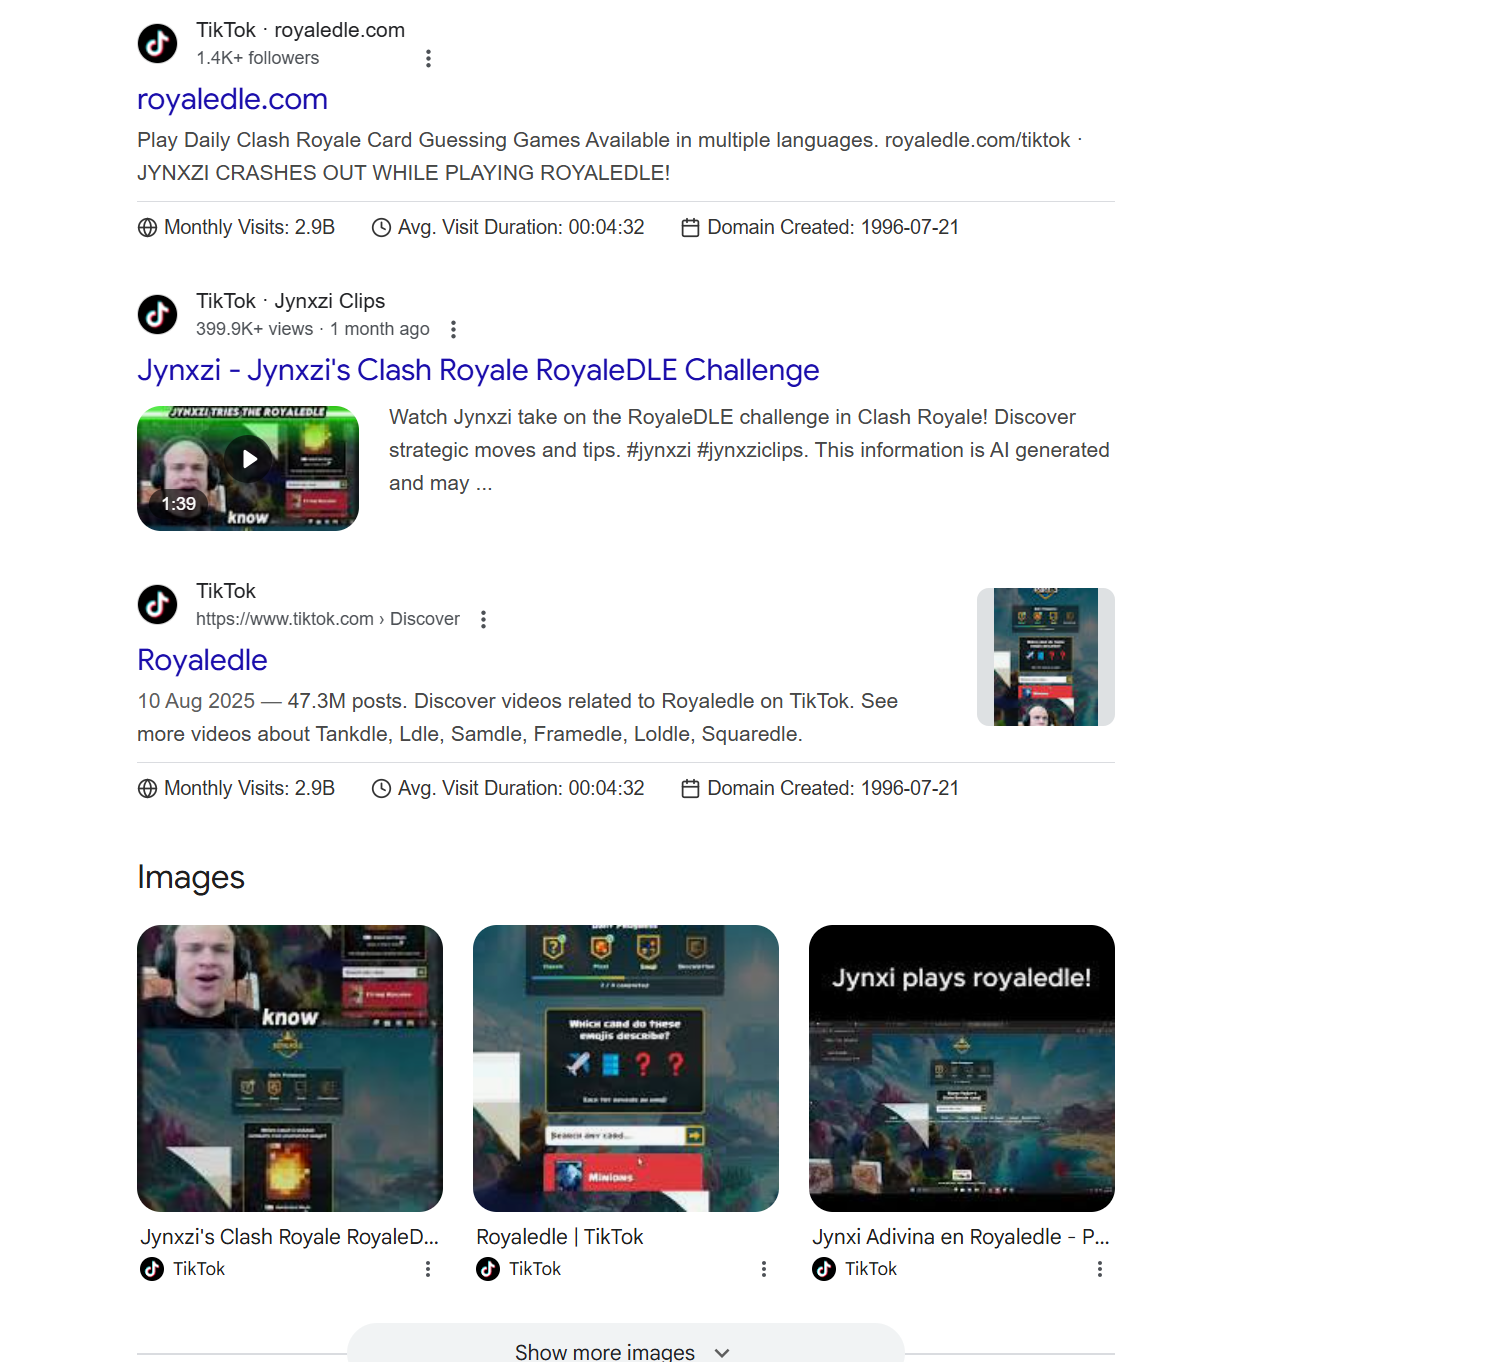 TikTok · royaledle.com
1.4K+ followers
royaledle.com
Play Daily Clash Royale Card Guessing Games Available in multiple languages. royaledle.com/tiktok ·
JYNXZI CRASHES OUT WHILE PLAYING ROYALEDLE!
Monthly Visits: 2.9B Avg. Visit Duration: 00:04:32 Domain Created: 1996-07-21
TikTok · Jynxzi Clips
399.9K+ views · 1 month ago
Jynxzi - Jynxzi's Clash Royale RoyaleDLE Challenge
JYNXZI TRIES THE ROYALEDLE
1:39
know
Watch Jynxzi take on the RoyaleDLE challenge in Clash Royale! Discover
strategic moves and tips. #jynxzi #jynxziclips. This information is AI generated
and may ...
TikTok
https://www.tiktok.com › Discover
Royaledle
10 Aug 2025 — 47.3M posts. Discover videos related to Royaledle on TikTok. See
more videos about Tankdle, Ldle, Samdle, Framedle, Loldle, Squaredle.
Monthly Visits: 2.9B Avg. Visit Duration: 00:04:32 Domain Created: 1996-07-21
Images
know
Which card do these
emojis describe?
Each try reveals an emoji
Search any card...
Minions
Jynxi plays royaledle!
Jynxzi's Clash Royale RoyaleD...
TikTok
Royaledle | TikTok
TikTok
Jynxi Adivina en Royaledle - P...
TikTok
Show more images